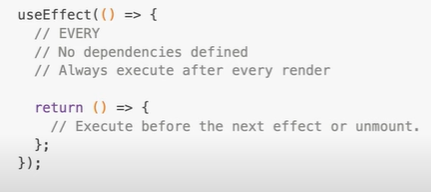 useEffect(() => {
// EVERY
// No dependencies defined
// Always execute after every render
return () => {
// Execute before the next effect or unmount.
};
});